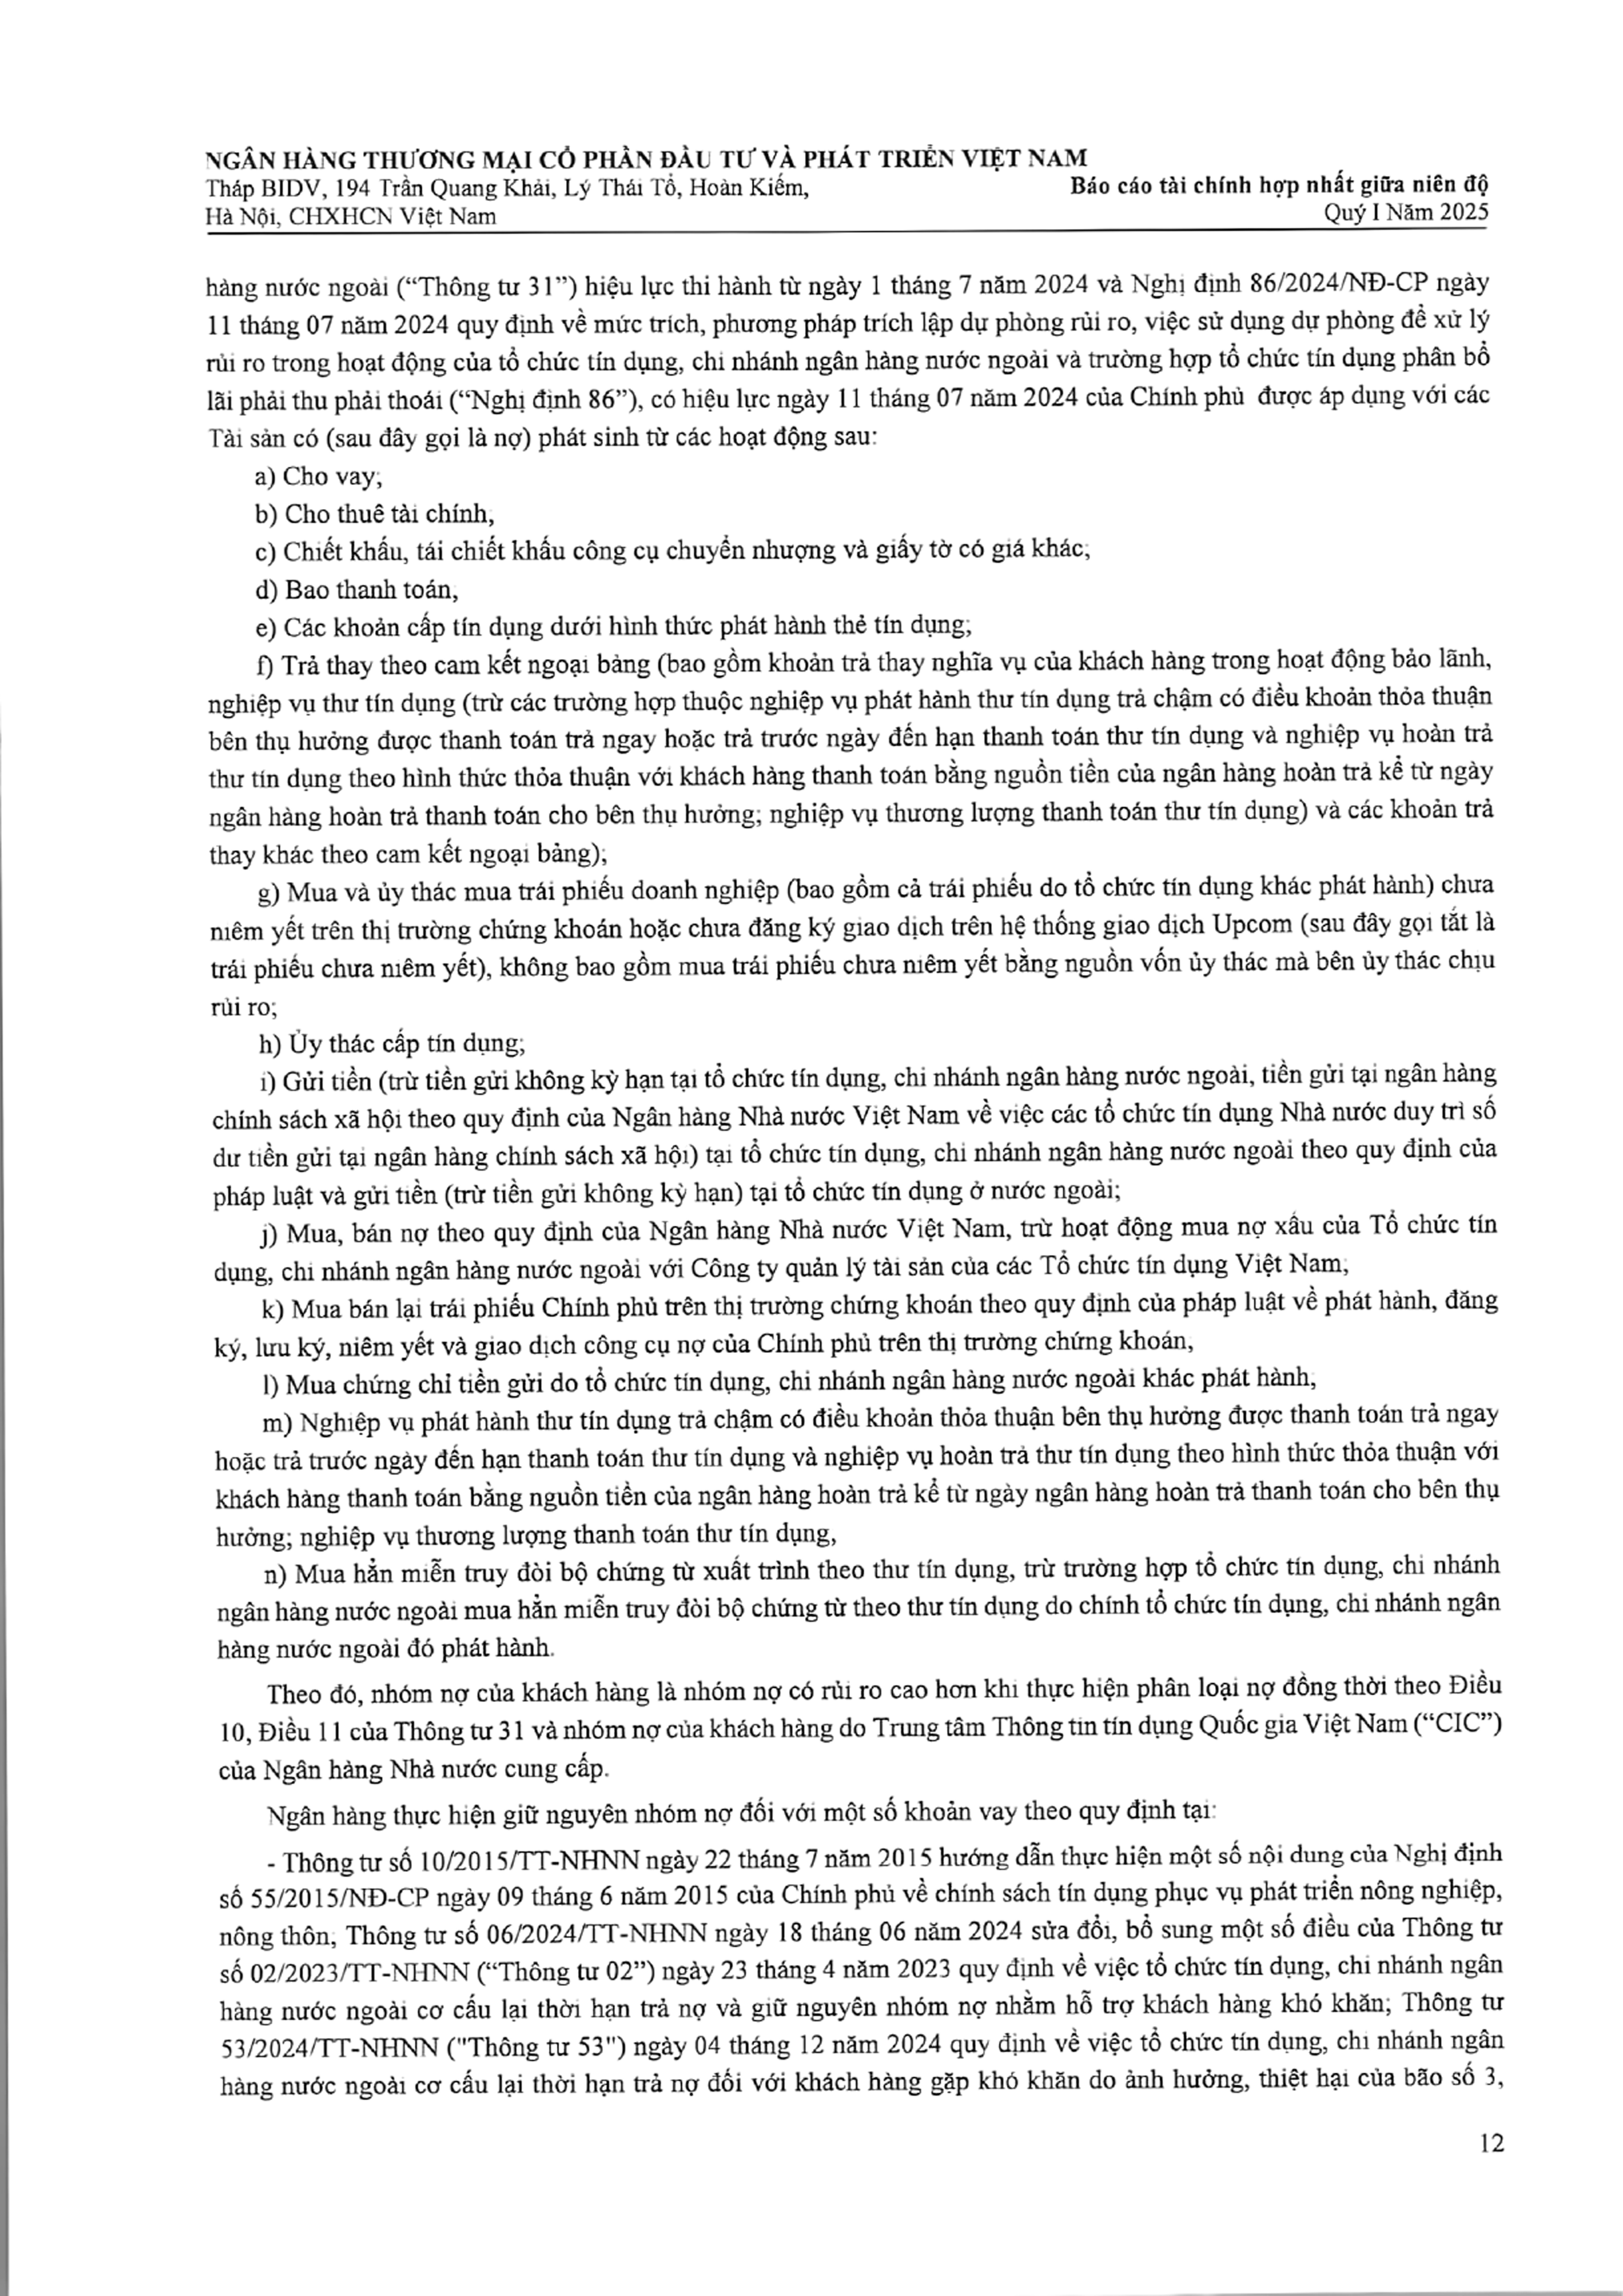 NGÂN HÀNG THƯƠNG MẠI CỔ PHẦN ĐẦU TƯ VÀ PHÁT TRIỂN VIỆT NAM
Tháp BIDV, 194 Trần Quang Khải, Lý Thái Tổ, Hoàn Kiếm,
Báo cáo tài chính hợp nhất giữa niên độ
Hà Nội, CHXHCN Việt Nam
Quý I Năm 2025
hàng nước ngoài (“Thông tư 31”) hiệu lực thi hành từ ngày 1 tháng 7 năm 2024 và Nghị định 86/2024/NĐ-CP ngày
11 tháng 07 năm 2024 quy định về mức trích, phương pháp trích lập dự phòng rủi ro, việc sử dụng dự phòng để xử lý
rủi ro trong hoạt động của tổ chức tín dụng, chi nhánh ngân hàng nước ngoài và trường hợp tổ chức tín dụng phân bổ
lãi phải thu phải thoái (“Nghị định 86”), có hiệu lực ngày 11 tháng 07 năm 2024 của Chính phủ được áp dụng với các
Tài sản có (sau đây gọi là nợ) phát sinh từ các hoạt động sau:
a) Cho vay;
b) Cho thuê tài chính;
c) Chiết khấu, tái chiết khấu công cụ chuyển nhượng và giấy tờ có giá khác;
d) Bao thanh toán;
e) Các khoản cấp tín dụng dưới hình thức phát hành thẻ tín dụng;
f) Trả thay theo cam kết ngoại bảng (bao gồm khoản trả thay nghĩa vụ của khách hàng trong hoạt động bảo lãnh,
nghiệp vụ thư tín dụng (trừ các trường hợp thuộc nghiệp vụ phát hành thư tín dụng trả chậm có điều khoản thỏa thuận
bên thụ hưởng được thanh toán trả ngay hoặc trả trước ngày đến hạn thanh toán thư tín dụng và nghiệp vụ hoàn trả
thư tín dụng theo hình thức thỏa thuận với khách hàng thanh toán bằng nguồn tiền của ngân hàng hoàn trả kể từ ngày
ngân hàng hoàn trả thanh toán cho bên thụ hưởng; nghiệp vụ thương lượng thanh toán thư tín dụng) và các khoản trả
thay khác theo cam kết ngoại bảng);
g) Mua và ủy thác mua trái phiếu doanh nghiệp (bao gồm cả trái phiếu do tổ chức tín dụng khác phát hành) chưa
niêm yết trên thị trường chứng khoán hoặc chưa đăng ký giao dịch trên hệ thống giao dịch Upcom (sau đây gọi tắt là
trái phiếu chưa niêm yết), không bao gồm mua trái phiếu chưa niêm yết bằng nguồn vốn ủy thác mà bên ủy thác chịu
rủi ro;
h) Ủy thác cấp tín dụng;
i) Gửi tiền (trừ tiền gửi không kỳ hạn tại tổ chức tín dụng, chi nhánh ngân hàng nước ngoài, tiền gửi tại ngân hàng
chính sách xã hội theo quy định của Ngân hàng Nhà nước Việt Nam về việc các tổ chức tín dụng Nhà nước duy trì số
dư tiền gửi tại ngân hàng chính sách xã hội) tại tổ chức tín dụng, chi nhánh ngân hàng nước ngoài theo quy định của
pháp luật và gửi tiền (trừ tiền gửi không kỳ hạn) tại tổ chức tín dụng ở nước ngoài;
j) Mua, bán nợ theo quy định của Ngân hàng Nhà nước Việt Nam, trừ hoạt động mua nợ xấu của Tổ chức tín
dụng, chi nhánh ngân hàng nước ngoài với Công ty quản lý tài sản của các Tổ chức tín dụng Việt Nam;
k) Mua bán lại trái phiếu Chính phủ trên thị trường chứng khoán theo quy định của pháp luật về phát hành, đăng
ký, lưu ký, niêm yết và giao dịch công cụ nợ của Chính phủ trên thị trường chứng khoán;
l) Mua chứng chỉ tiền gửi do tổ chức tín dụng, chi nhánh ngân hàng nước ngoài khác phát hành;
m) Nghiệp vụ phát hành thư tín dụng trả chậm có điều khoản thỏa thuận bên thụ hưởng được thanh toán trả ngay
hoặc trả trước ngày đến hạn thanh toán thư tín dụng và nghiệp vụ hoàn trả thư tín dụng theo hình thức thỏa thuận với
khách hàng thanh toán bằng nguồn tiền của ngân hàng hoàn trả kể từ ngày ngân hàng hoàn trả thanh toán cho bên thụ
hưởng; nghiệp vụ thương lượng thanh toán thư tín dụng;
n) Mua hẳn miễn truy đòi bộ chứng từ xuất trình theo thư tín dụng, trừ trường hợp tổ chức tín dụng, chi nhánh
ngân hàng nước ngoài mua hẳn miễn truy đòi bộ chứng từ theo thư tín dụng do chính tổ chức tín dụng, chi nhánh ngân
hàng nước ngoài đó phát hành.
Theo đó, nhóm nợ của khách hàng là nhóm nợ có rủi ro cao hơn khi thực hiện phân loại nợ đồng thời theo Điều
10, Điều 11 của Thông tư 31 và nhóm nợ của khách hàng do Trung tâm Thông tin tín dụng Quốc gia Việt Nam (“CIC”)
của Ngân hàng Nhà nước cung cấp.
Ngân hàng thực hiện giữ nguyên nhóm nợ đối với một số khoản vay theo quy định tại:
- Thông tư số 10/2015/TT-NHNN ngày 22 tháng 7 năm 2015 hướng dẫn thực hiện một số nội dung của Nghị định
số 55/2015/NĐ-CP ngày 09 tháng 6 năm 2015 của Chính phủ về chính sách tín dụng phục vụ phát triển nông nghiệp,
nông thôn; Thông tư số 06/2024/TT-NHNN ngày 18 tháng 06 năm 2024 sửa đổi, bổ sung một số điều của Thông tư
số 02/2023/TT-NHNN (“Thông tư 02”) ngày 23 tháng 4 năm 2023 quy định về việc tổ chức tín dụng, chi nhánh ngân
hàng nước ngoài cơ cấu lại thời hạn trả nợ và giữ nguyên nhóm nợ nhằm hỗ trợ khách hàng khó khăn; Thông tư
53/2024/TT-NHNN ("Thông tư 53") ngày 04 tháng 12 năm 2024 quy định về việc tổ chức tín dụng, chi nhánh ngân
hàng nước ngoài cơ cấu lại thời hạn trả nợ đối với khách hàng gặp khó khăn do ảnh hưởng, thiệt hại của bão số 3,
12